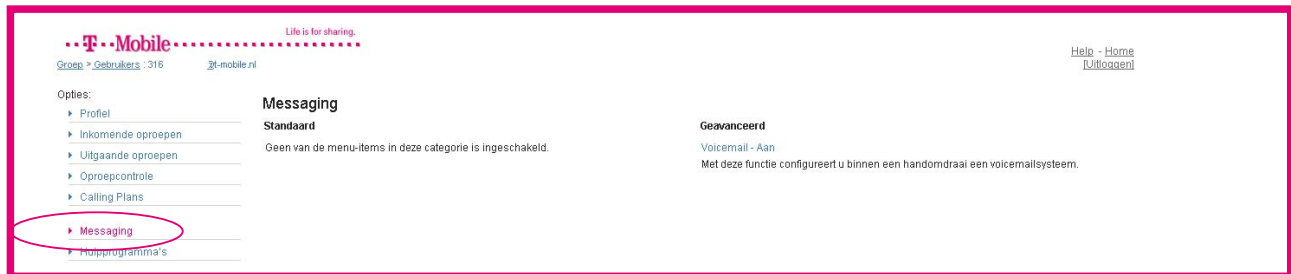 Life is for sharing.
T··Mobile
Help - Home
[Uitloggen]
Groep > Gebruikers : 316 @t-mobile.nl
Opties:
Profiel
Inkomende oproepen
Uitgaande oproepen
Oproepcontrole
Calling Plans
Messaging
Hulpprogramma's
Messaging
Standaard
Geen van de menu-items in deze categorie is ingeschakeld.
Geavanceerd
Voicemail - Aan
Met deze functie configureert u binnen een handomdraai een voicemailsysteem.